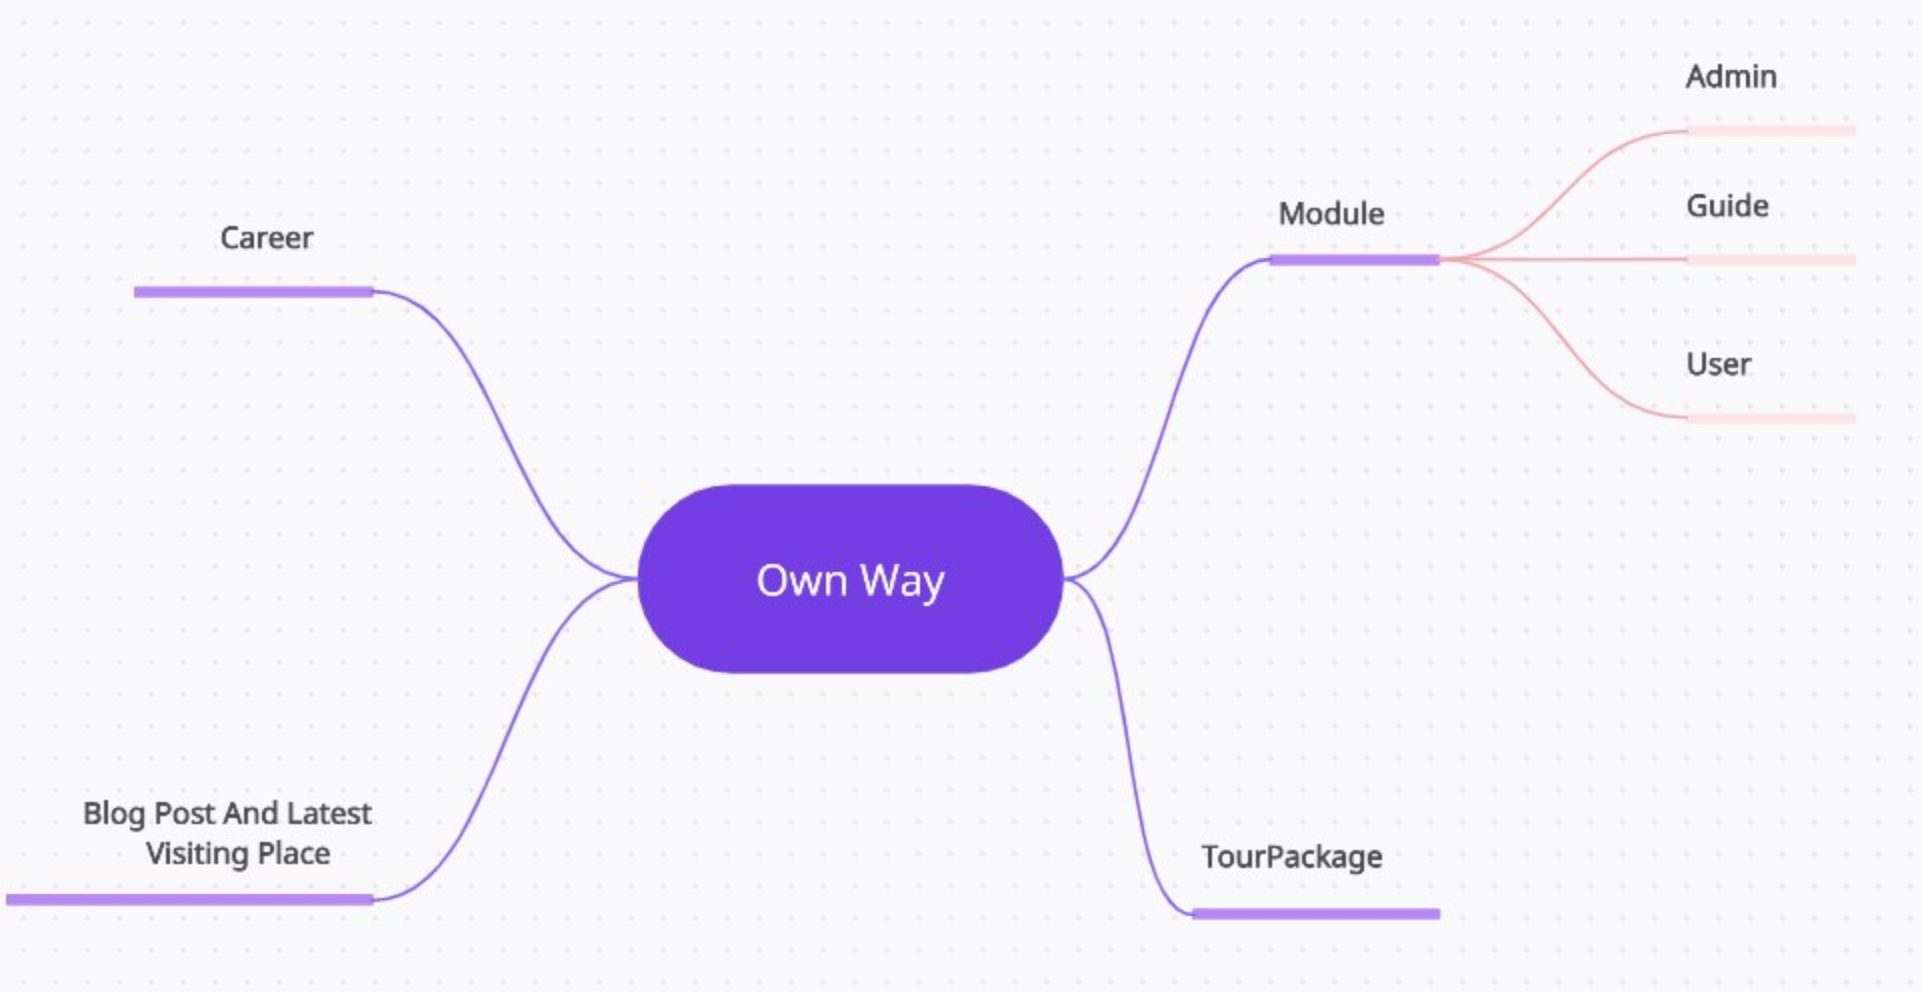 Admin
Guide
Module
Career
User
Own Way
Blog Post And Latest
Visiting Place
TourPackage